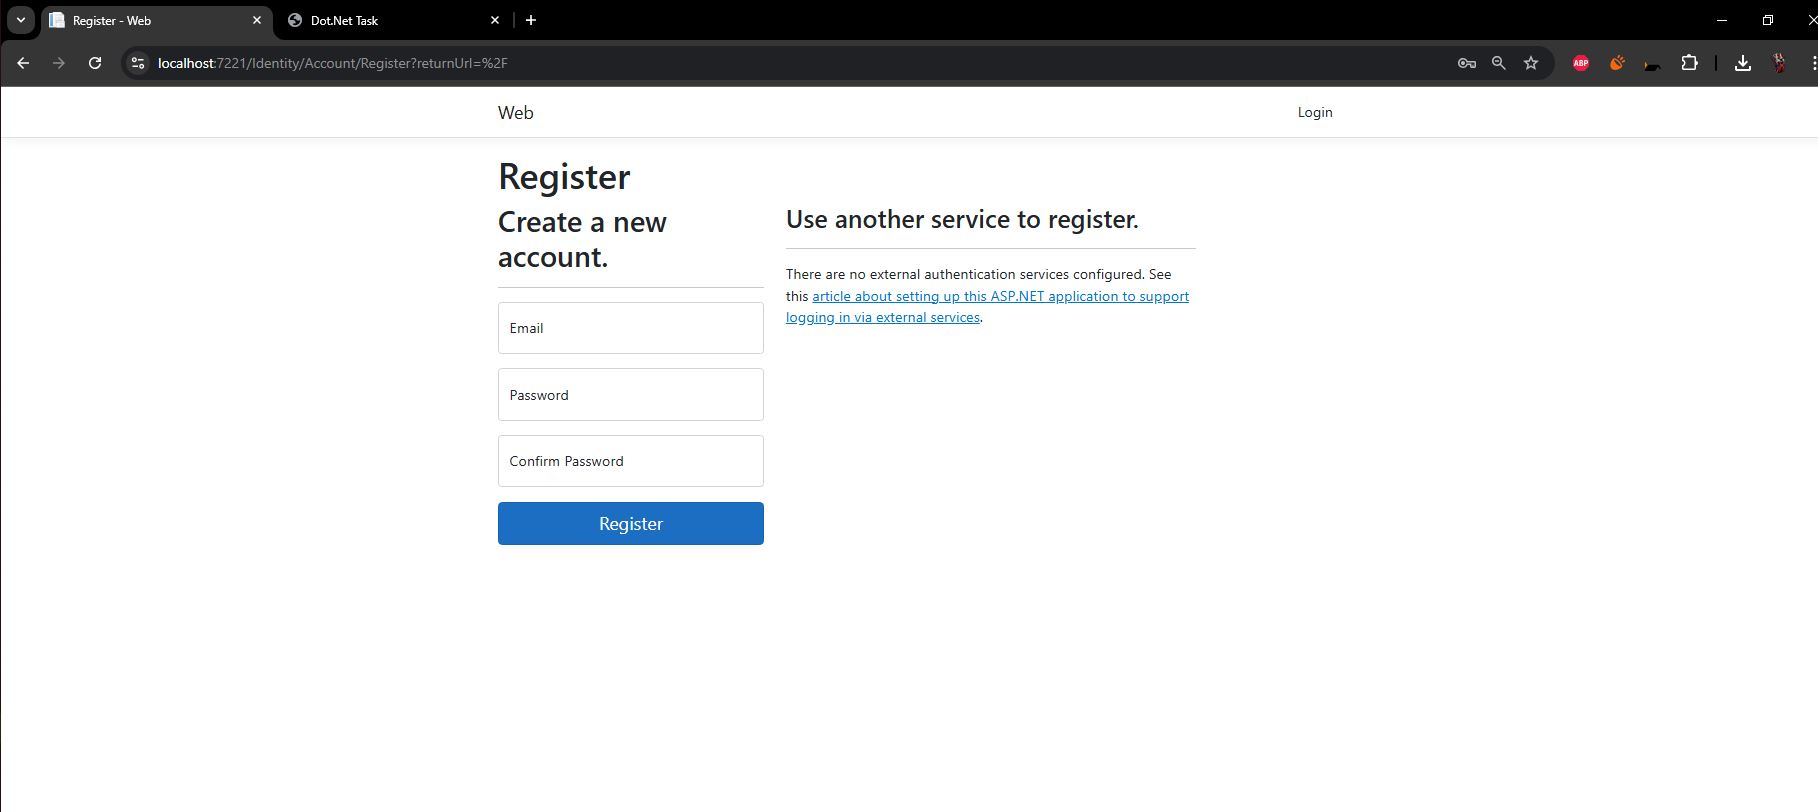 Register - Web
Dot.Net Task
localhost:7221/Identity/Account/Register?returnUrl=%2F
ABP
Web
Login
Register
Create a new
account.
Email
Password
Confirm Password
Register
Use another service to register.
There are no external authentication services configured. See
this article about setting up this ASP.NET application to support
logging in via external services.